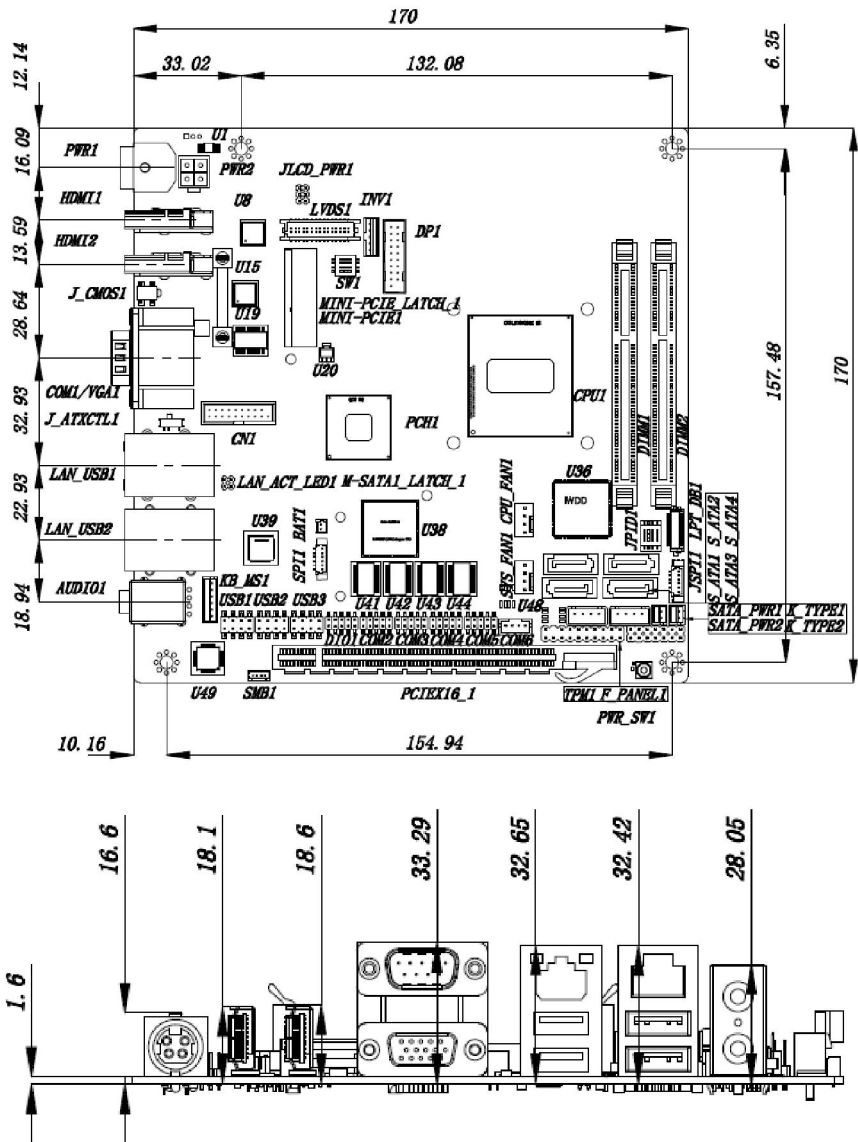 170
33.02
132.08
6.35
12.14
16.09
13.59
28.64
32.93
22.93
18.94
PWR1
U1
PWR2
JLCD_PWR1
HDMI1
U8
LVDS1
INV1
DP1
HDMI2
U15
SW1
J_CMOS1
U19
MINI-PCIE_LATCH_1
MINI-PCIE1
U20
157.48
170
COM1/VGA1
J_ATXCTL1
CN1
PCH1
CPU1
DIMM1
DIMM2
LAN_USB1
LAN_ACT_LED1
M-SATA1_LATCH_1
CPU_FAN1
U36
LAN_USB2
U39
BAT1
SPI1
U38
SYS_FAN1
JPID1
JSPI1
LPT_DB1
S_ATA1
S_ATA2
S_ATA3
S_ATA4
AUDIO1
KB_MS1
USB1
USB2
USB3
U41
U42
U43
U44
U48
SATA_PWR1
K_TYPE1
SATA_PWR2
K_TYPE2
DIO1
COM2
COM3
COM4
COM5
COM6
U49
SMB1
PCIEX16_1
TPM1
F_PANEL1
PWR_SW1
10.16
154.94
16.6
18.1
18.6
33.29
32.65
32.42
28.05
1.6